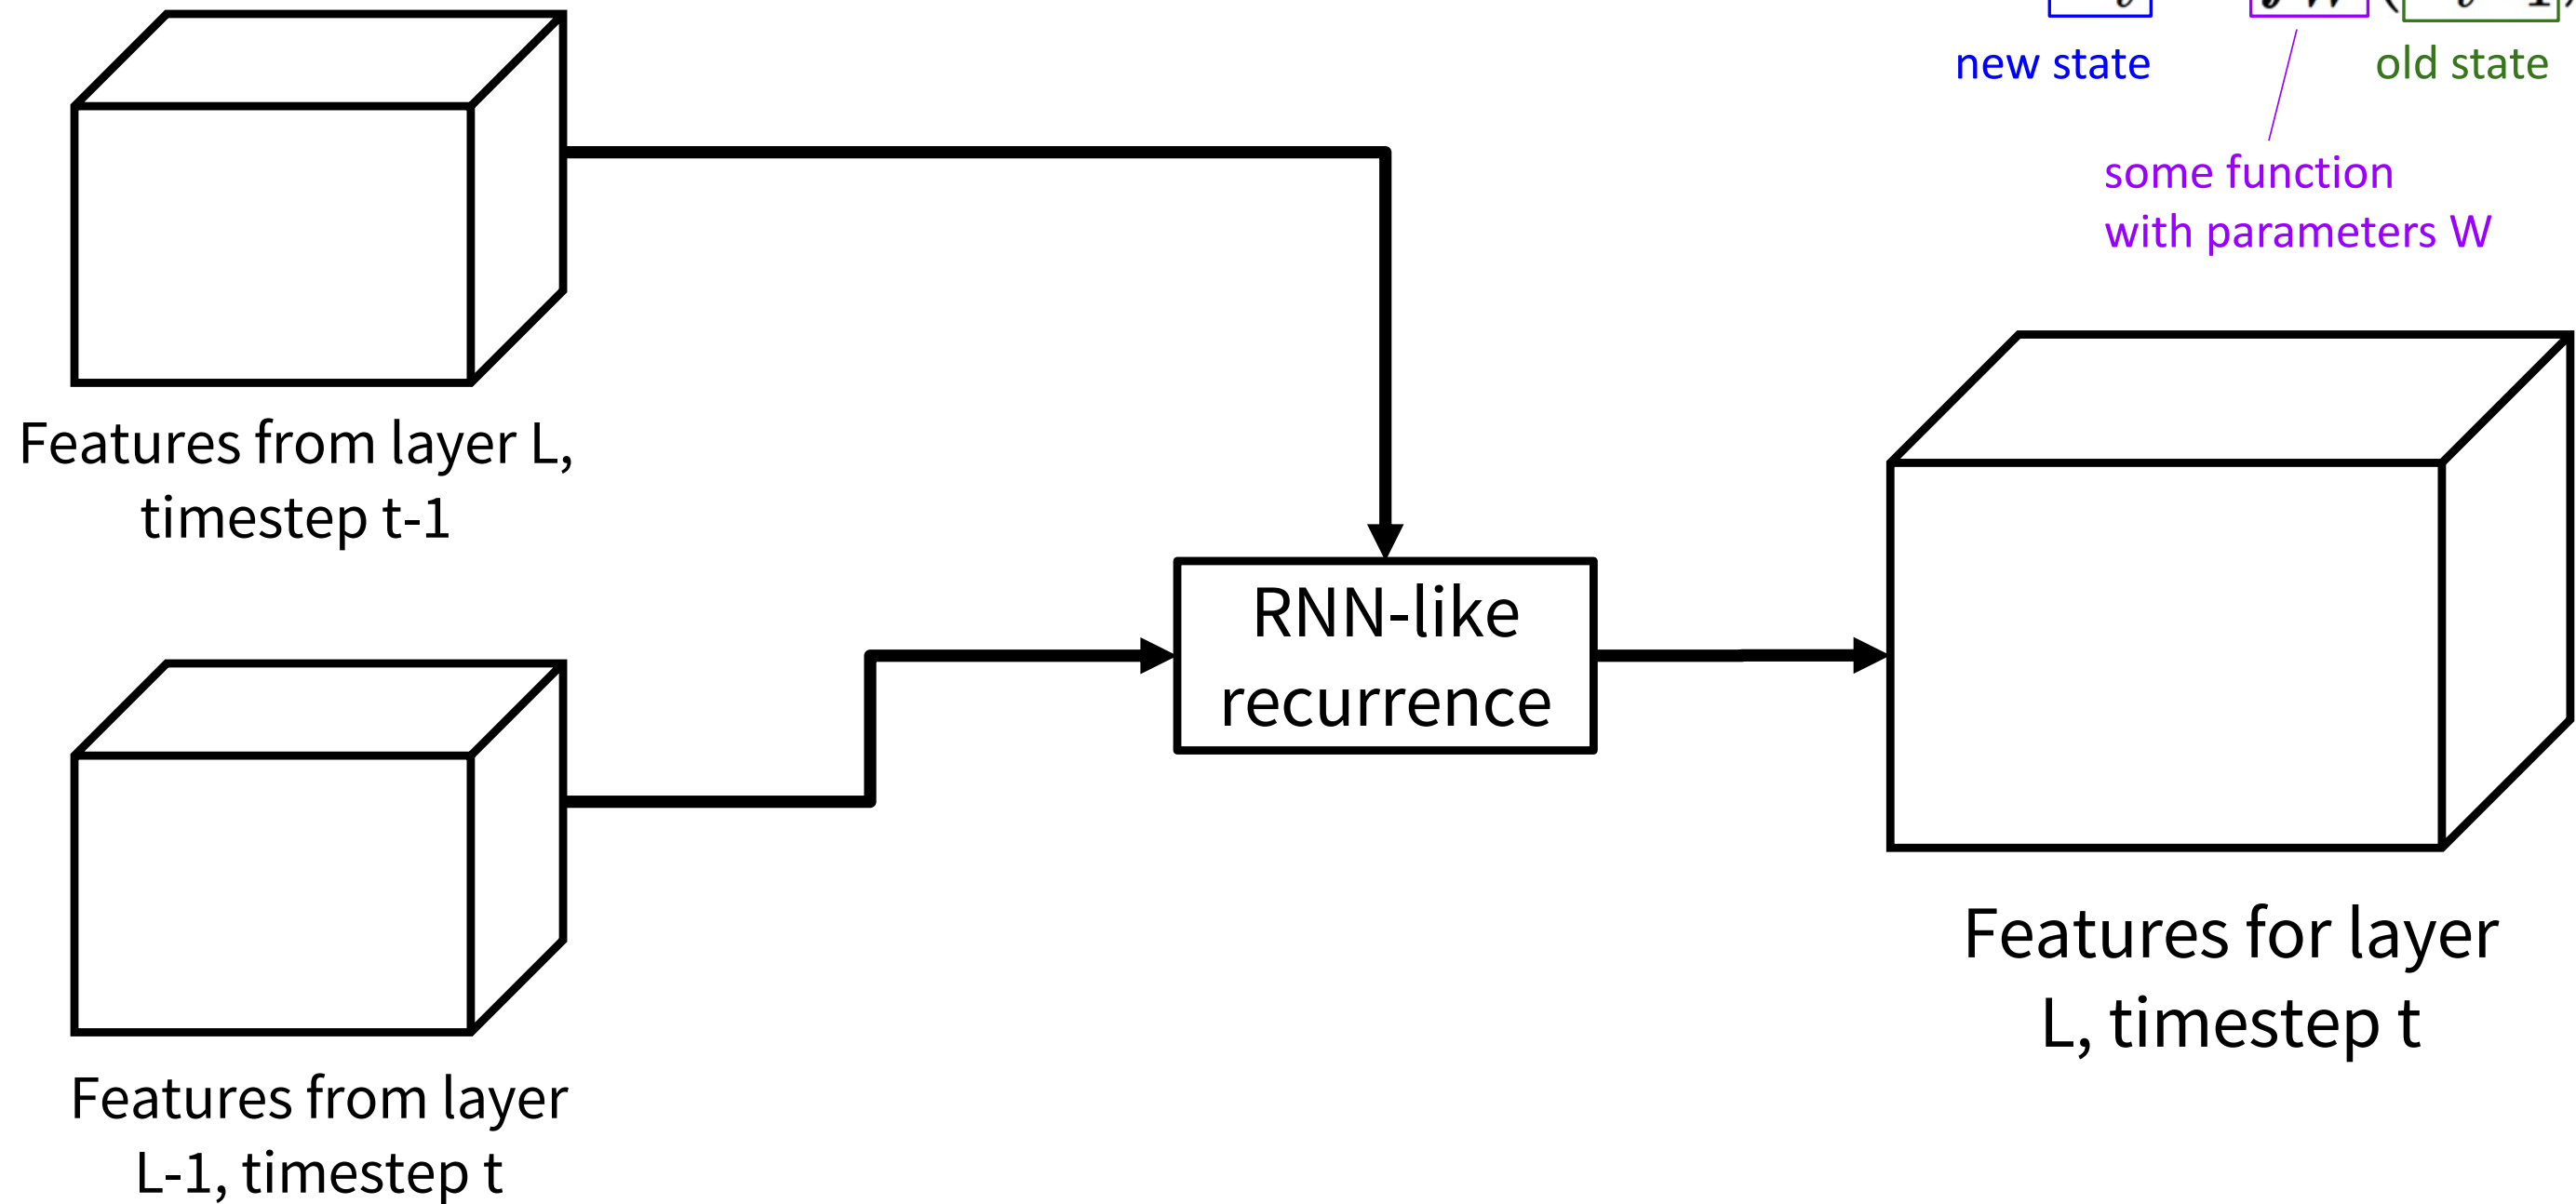 new state
old state
some function
with parameters W
Features from layer L,
timestep t-1
RNN-like
recurrence
Features for layer
L, timestep t
Features from layer
L-1, timestep t